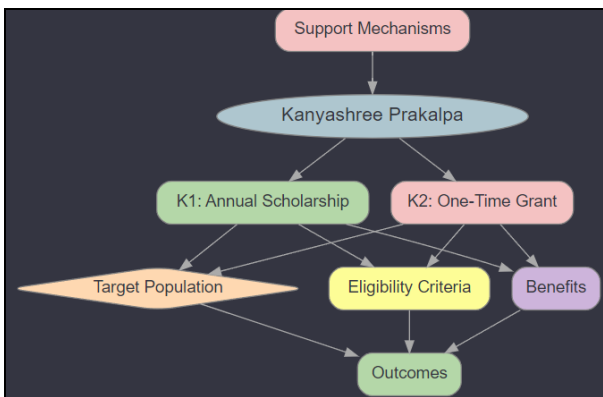 Support Mechanisms
Kanyashree Prakalpa
K1: Annual Scholarship
K2: One-Time Grant
Target Population
Eligibility Criteria
Benefits
Outcomes